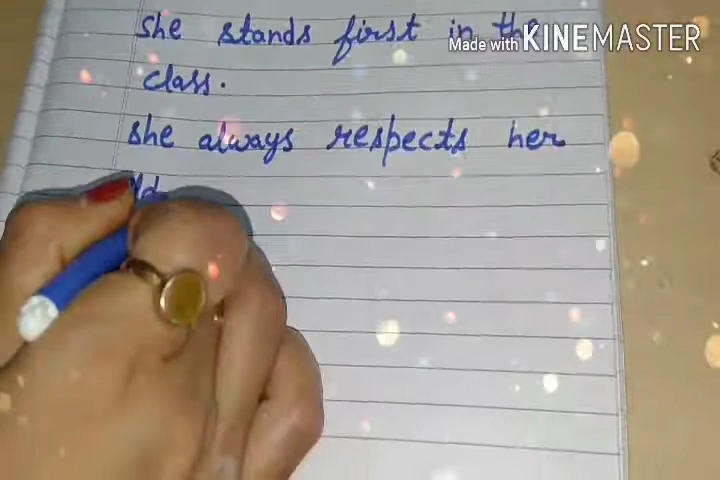 Made with KINEMASTER
she stands first in the
class.
she always respects her